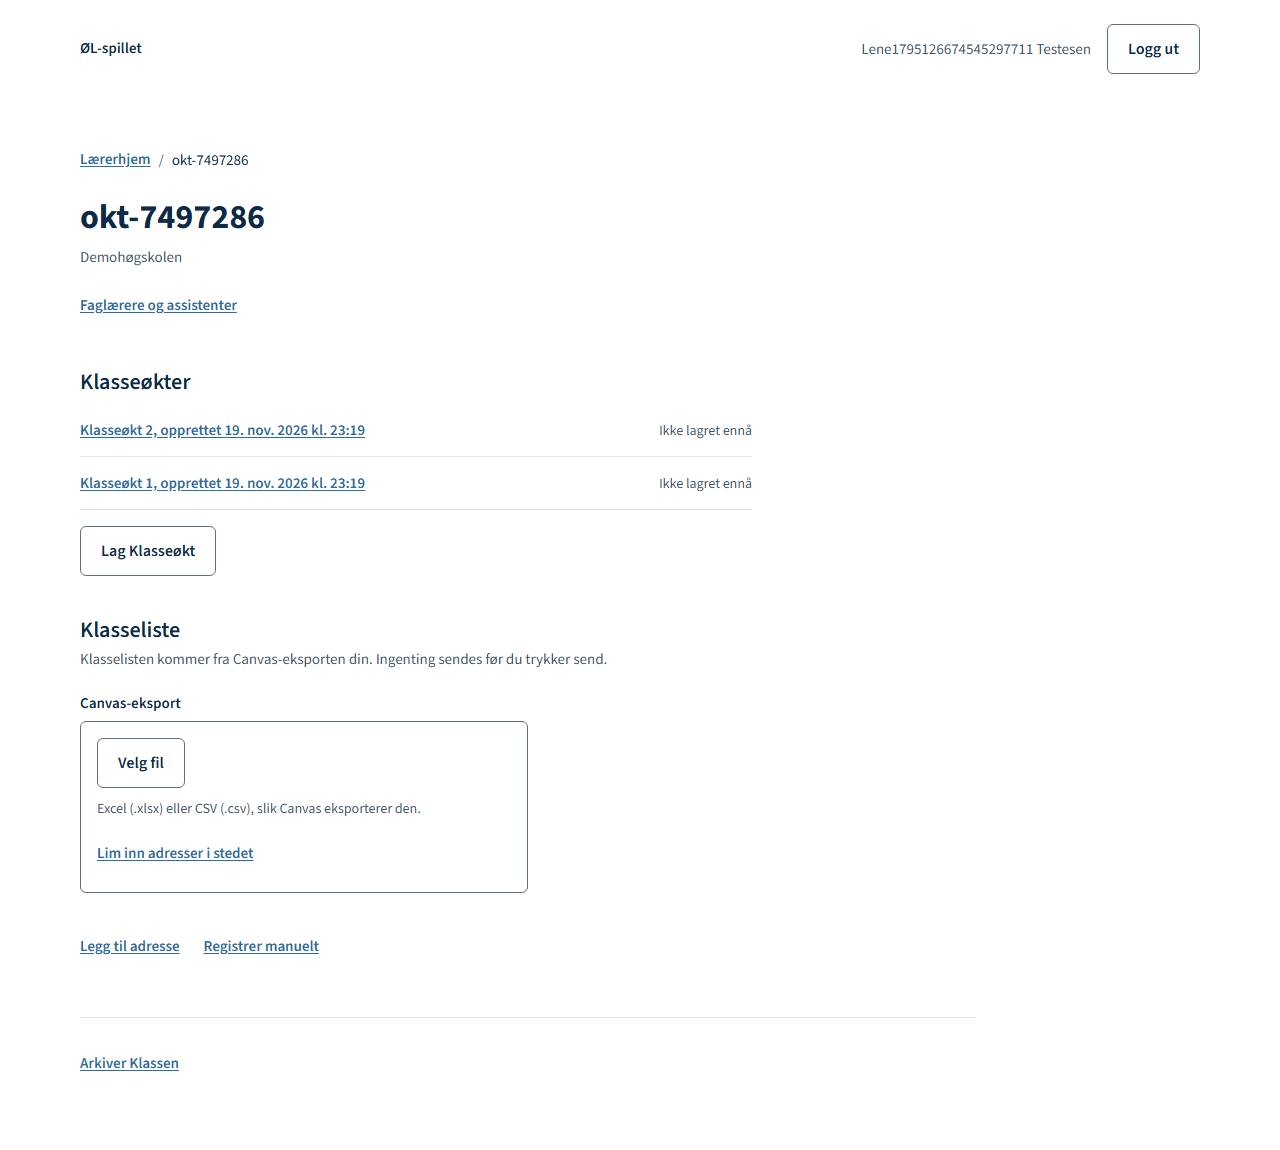 ØL-spillet
Lene1795126674545297711 Testesen
Logg ut
Lærerhjem / okt-7497286
okt-7497286
Demohøgskolen
Faglærere og assistenter
Klasseøkter
Klasseøkt 2, opprettet 19. nov. 2026 kl. 23:19
Ikke lagret ennå
Klasseøkt 1, opprettet 19. nov. 2026 kl. 23:19
Ikke lagret ennå
Lag Klasseøkt
Klasseliste
Klasselisten kommer fra Canvas-eksporten din. Ingenting sendes før du trykker send.
Canvas-eksport
Velg fil
Excel (.xlsx) eller CSV (.csv), slik Canvas eksporterer den.
Lim inn adresser i stedet
Legg til adresse
Registrer manuelt
Arkiver Klassen